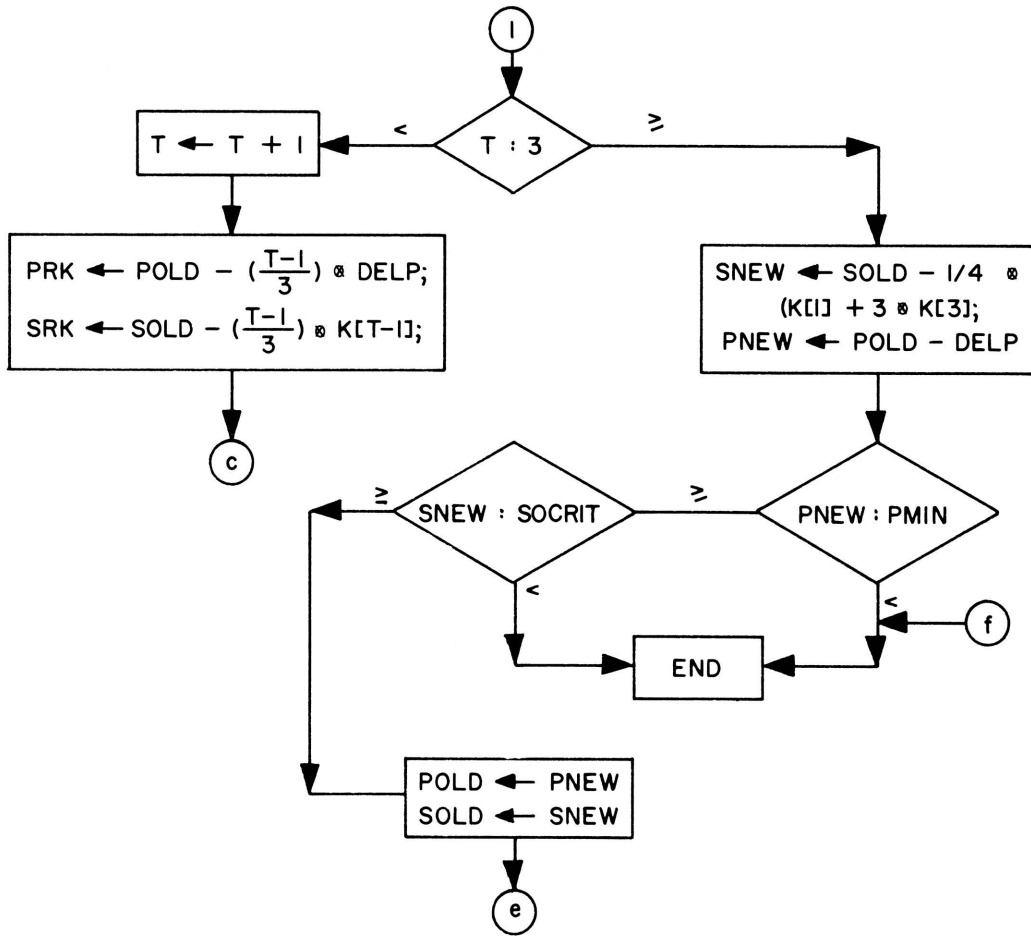 1
< T : 3 ≥
T ← T + 1
PRK ← POLD - (T-1/3) ⊗ DELP;
SRK ← SOLD - (T-1/3) ⊗ K[T-1];
c
SNEW ← SOLD - 1/4 ⊗
(K[1] + 3 ⊗ K[3];
PNEW ← POLD - DELP
≥ SNEW : SOCRIT ≥ PNEW : PMIN
< <
f
END
POLD ← PNEW
SOLD ← SNEW
e